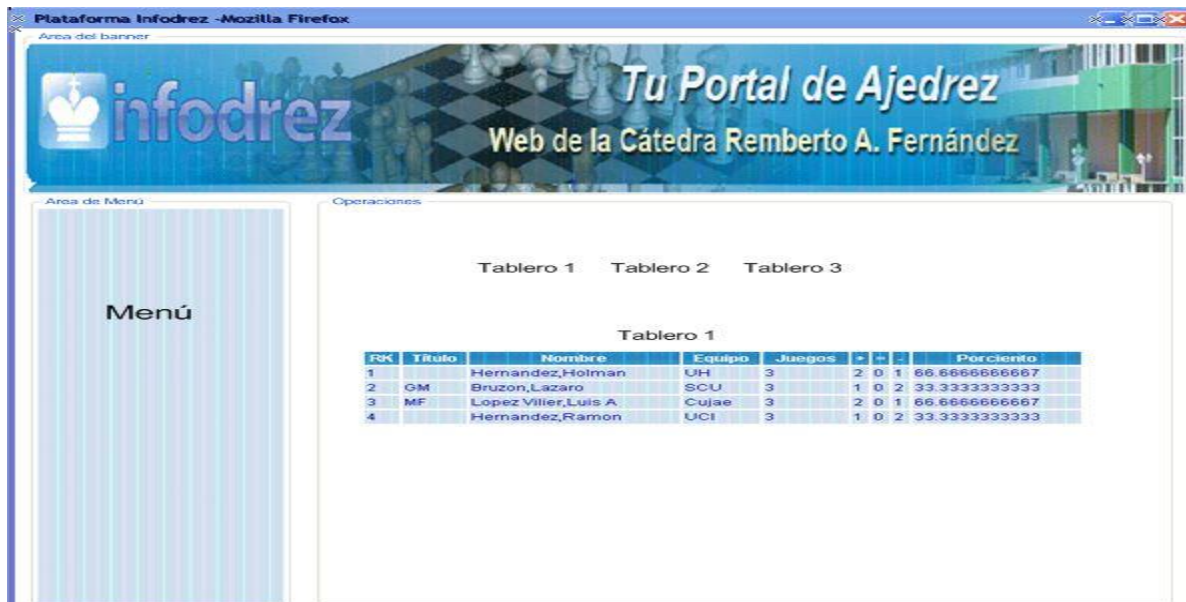 Plataforma Infodrez -Mozilla Firefox
Area del banner
infodrez
Tu Portal de Ajedrez
Web de la Cátedra Remberto A. Fernández
Area de Menú
Operaciones
Menú
Tablero 1 Tablero 2 Tablero 3
Tablero 1
RK Título Nombre Equipo Juegos + = - Porciento
1 Hernandez,Holman UH 3 2 0 1 66.6666666667
2 GM Bruzon,Lazaro SCU 3 1 0 2 33.3333333333
3 MF Lopez Vilier,Luis A Cujae 3 2 0 1 66.6666666667
4 Hernandez,Ramon UCI 3 1 0 2 33.3333333333